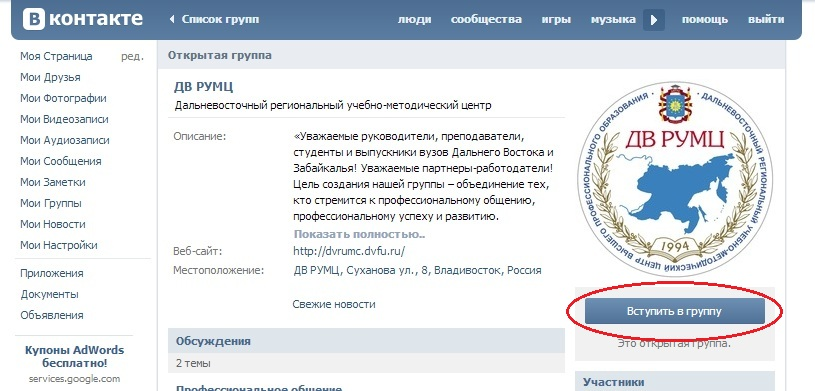 В контакте
Список групп
люди сообщества игры музыка помощь выйти
Моя Страница ред.
Мои Друзья
Мои Фотографии
Мои Видеозаписи
Мои Аудиозаписи
Мои Сообщения
Мои Заметки
Мои Группы
Мои Новости
Мои Настройки
Приложения
Документы
Объявления
Купоны AdWords
бесплатно!
services.google.com
Открытая группа
ДВ РУМЦ
Дальневосточный региональный учебно-методический центр
Описание:
«Уважаемые руководители, преподаватели,
студенты и выпускники вузов Дальнего Востока и
Забайкалья! Уважаемые партнеры-работодатели!
Цель создания нашей группы – объединение тех,
кто стремится к профессиональному общению,
профессиональному успеху и развитию.
Показать полностью..
Веб-сайт: http://dvrumc.dvfu.ru/
Местоположение: ДВ РУМЦ, Суханова ул., 8, Владивосток, Россия
Свежие новости
Обсуждения
2 темы
Профессиональное общение
ДАЛЬНЕВОСТОЧНЫЙ РЕГИОНАЛЬНЫЙ УЧЕБНО-МЕТОДИЧЕСКИЙ ЦЕНТР ВЫСШЕГО ПРОФЕССИОНАЛЬНОГО ОБРАЗОВАНИЯ
ДВ РУМЦ
1994
Вступить в группу
Это открытая группа.
Участники